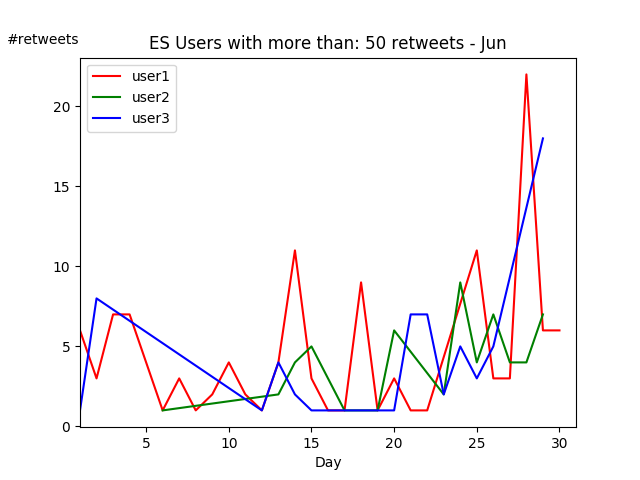 #retweets
ES Users with more than: 50 retweets - Jun
user1
user2
user3
20
15
10
5
0
5 10 15 20 25 30
Day